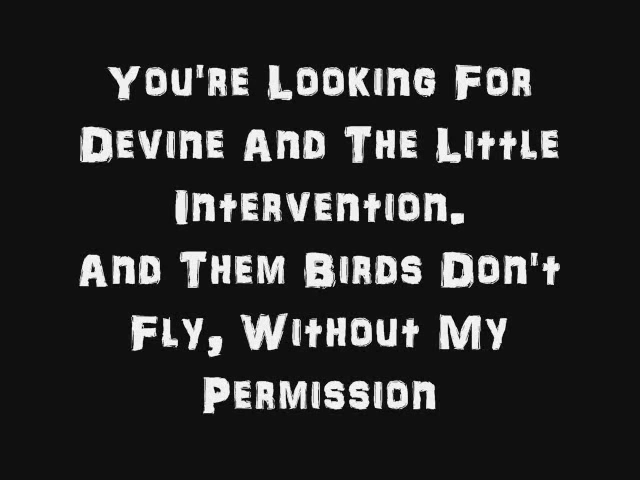 You're Looking For
Devine And The Little
Intervention.
And Them Birds Don't
Fly, Without My
Permission